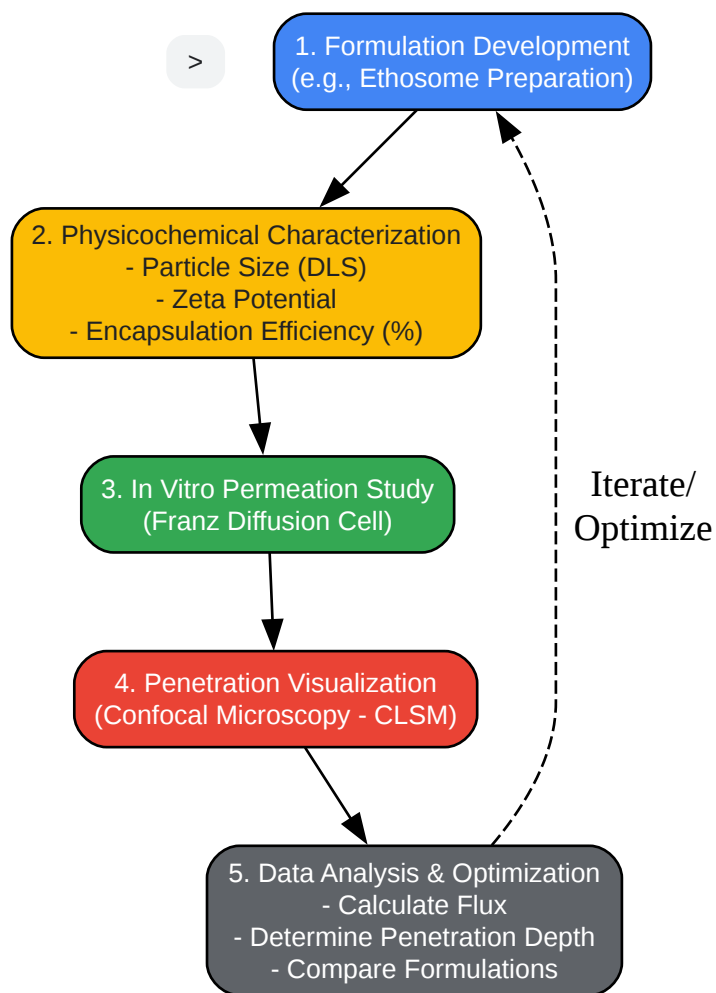 >
1. Formulation Development
(e.g., Ethosome Preparation)
2. Physicochemical Characterization
- Particle Size (DLS)
- Zeta Potential
- Encapsulation Efficiency (%)
3. In Vitro Permeation Study
(Franz Diffusion Cell)
Iterate/
Optimize
4. Penetration Visualization
(Confocal Microscopy - CLSM)
5. Data Analysis & Optimization
- Calculate Flux
- Determine Penetration Depth
- Compare Formulations